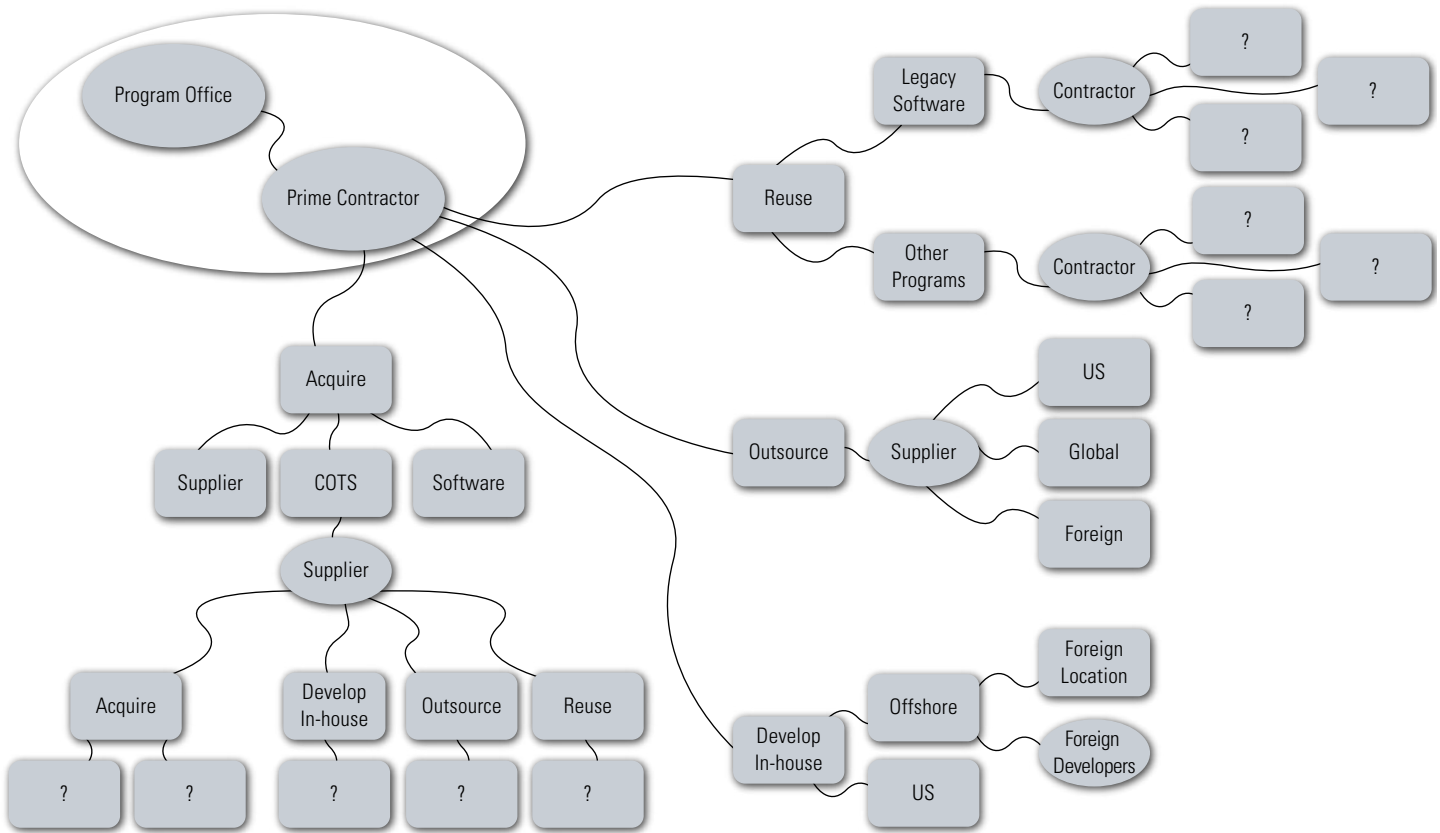 Program Office
Prime Contractor
Acquire
Supplier
COTS
Software
Supplier
Acquire
Develop
In-house
Outsource
Reuse
?
?
?
?
?
Reuse
Legacy
Software
Contractor
?
?
?
Other
Programs
Contractor
?
?
?
Outsource
Supplier
US
Global
Foreign
Develop
In-house
Offshore
Foreign
Location
Foreign
Developers
US